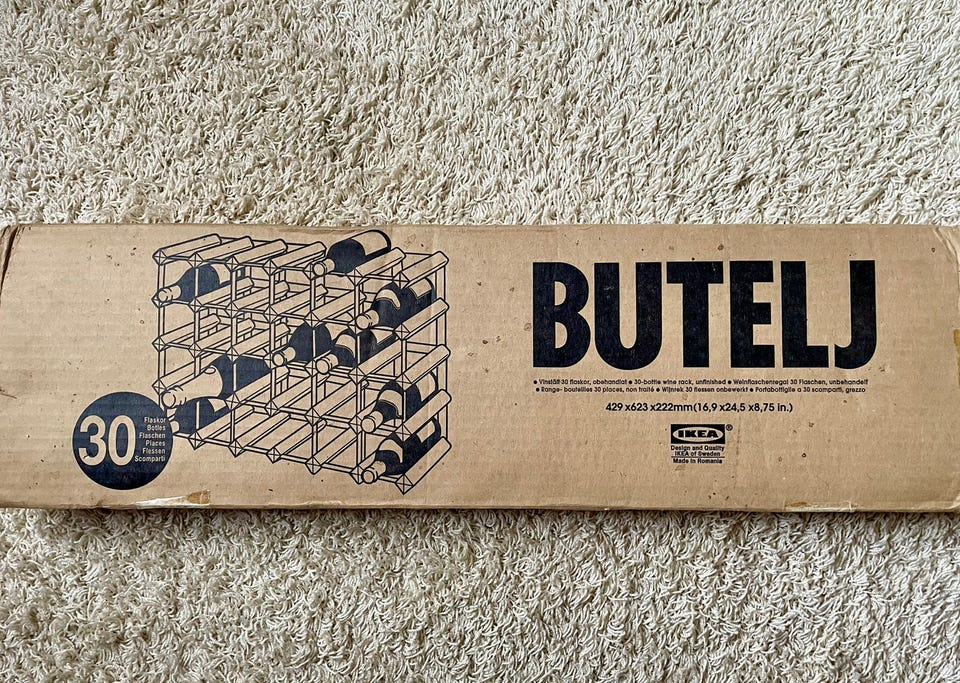 BUTELJ
• Vinställ 30 flaskor, obehandlat • 30-bottle wine rack, unfinished • Weinflaschenregal 30 Flaschen, unbehandelt
• Range- bouteilles 30 places, non traité • Wijnrek 30 flessen onbewerkt • Portabottiglie a 30 scomparti, grezzo
429 x623 x222mm(16,9 x24,5 x8,75 in.)
IKEA®
Design and Quality
IKEA of Sweden
Made in Romania
30
Flaskor
Botles
Flaschen
Places
Flessen
Scomparti